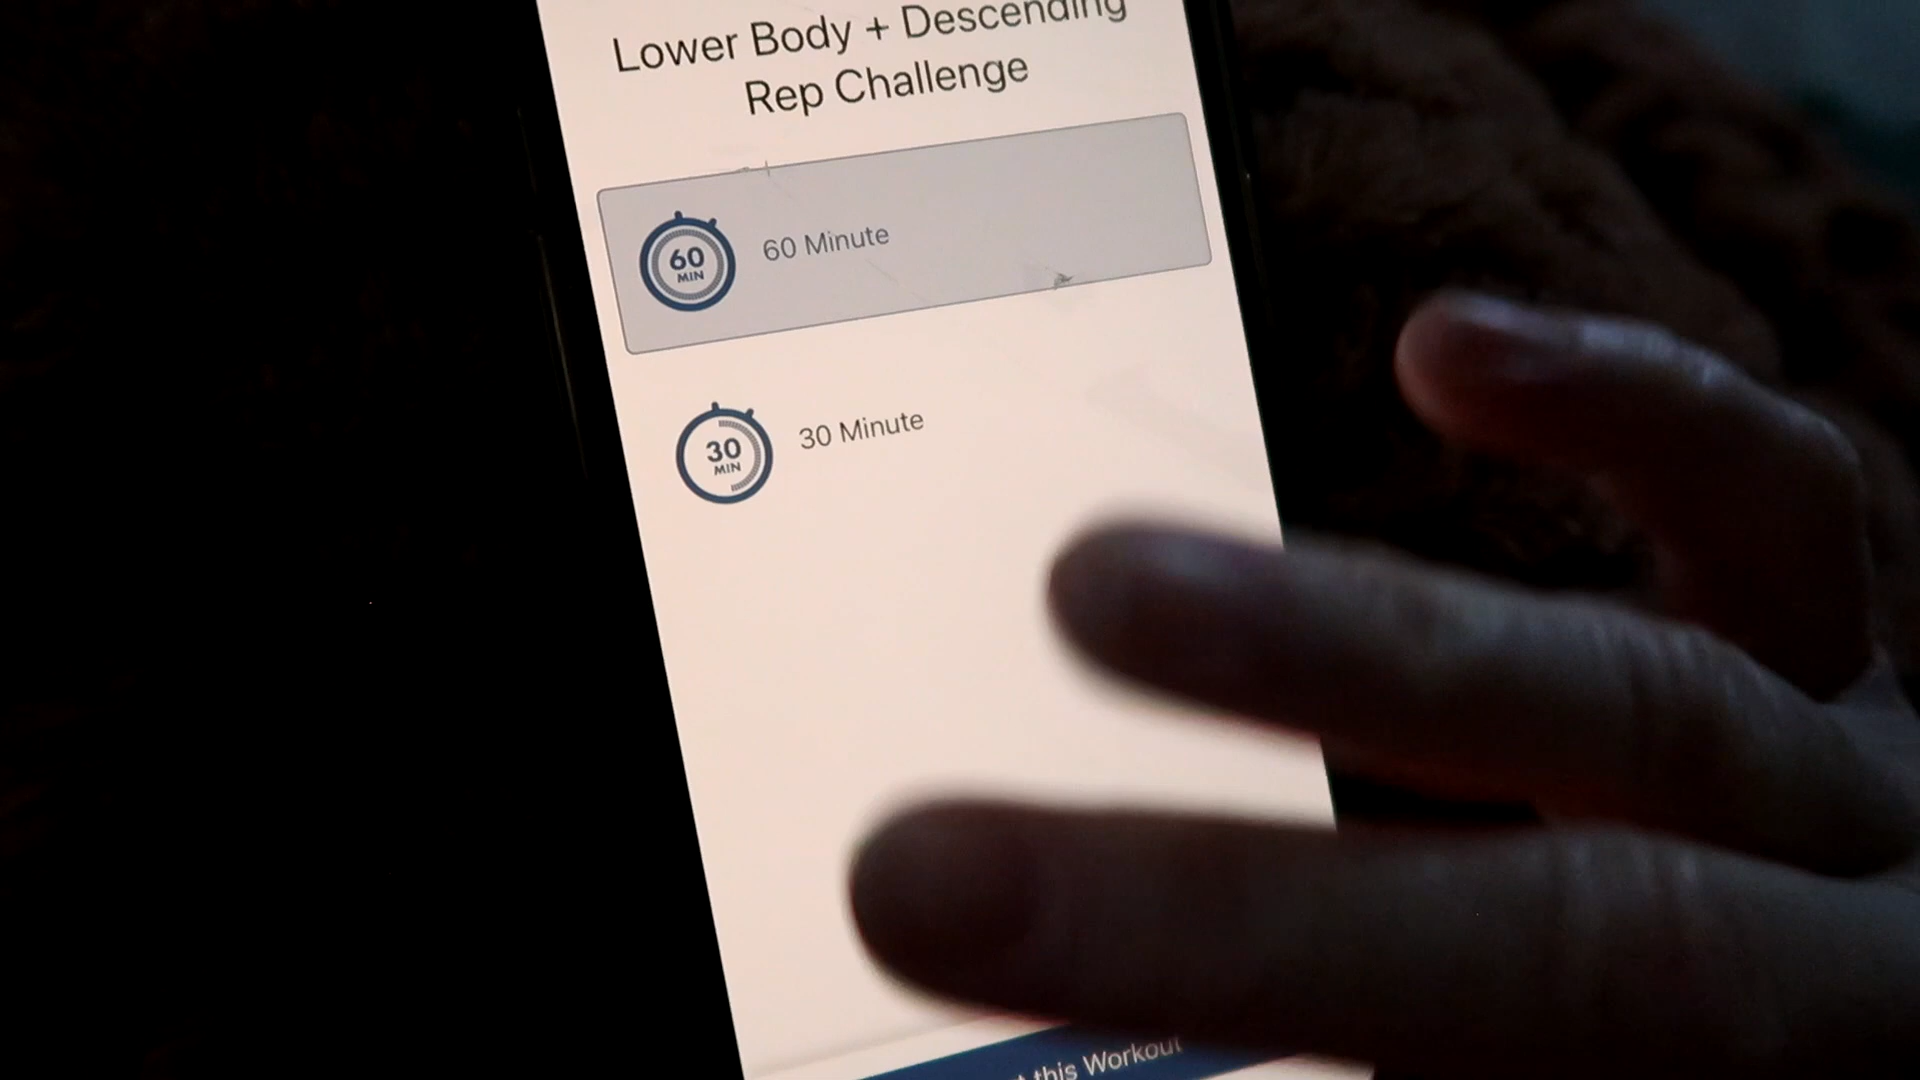 Lower Body + Descending
Rep Challenge
60
MIN
60 Minute
30
MIN
30 Minute
this Workout